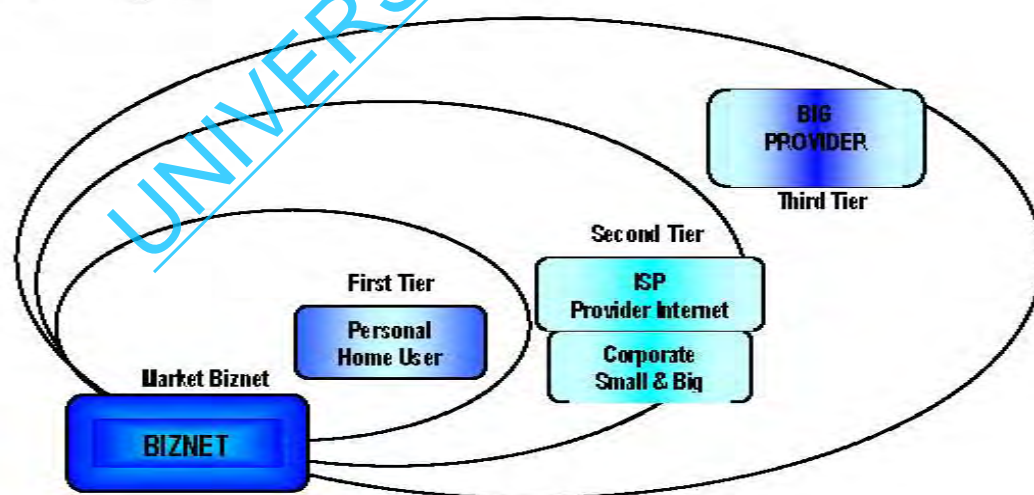 UNIVERS
BIG
PROVIDER
Third Tier
Second Tier
ISP
Provider Internet
Corporate
Small & Big
First Tier
Personal
Home User
Market Biznet
BIZNET